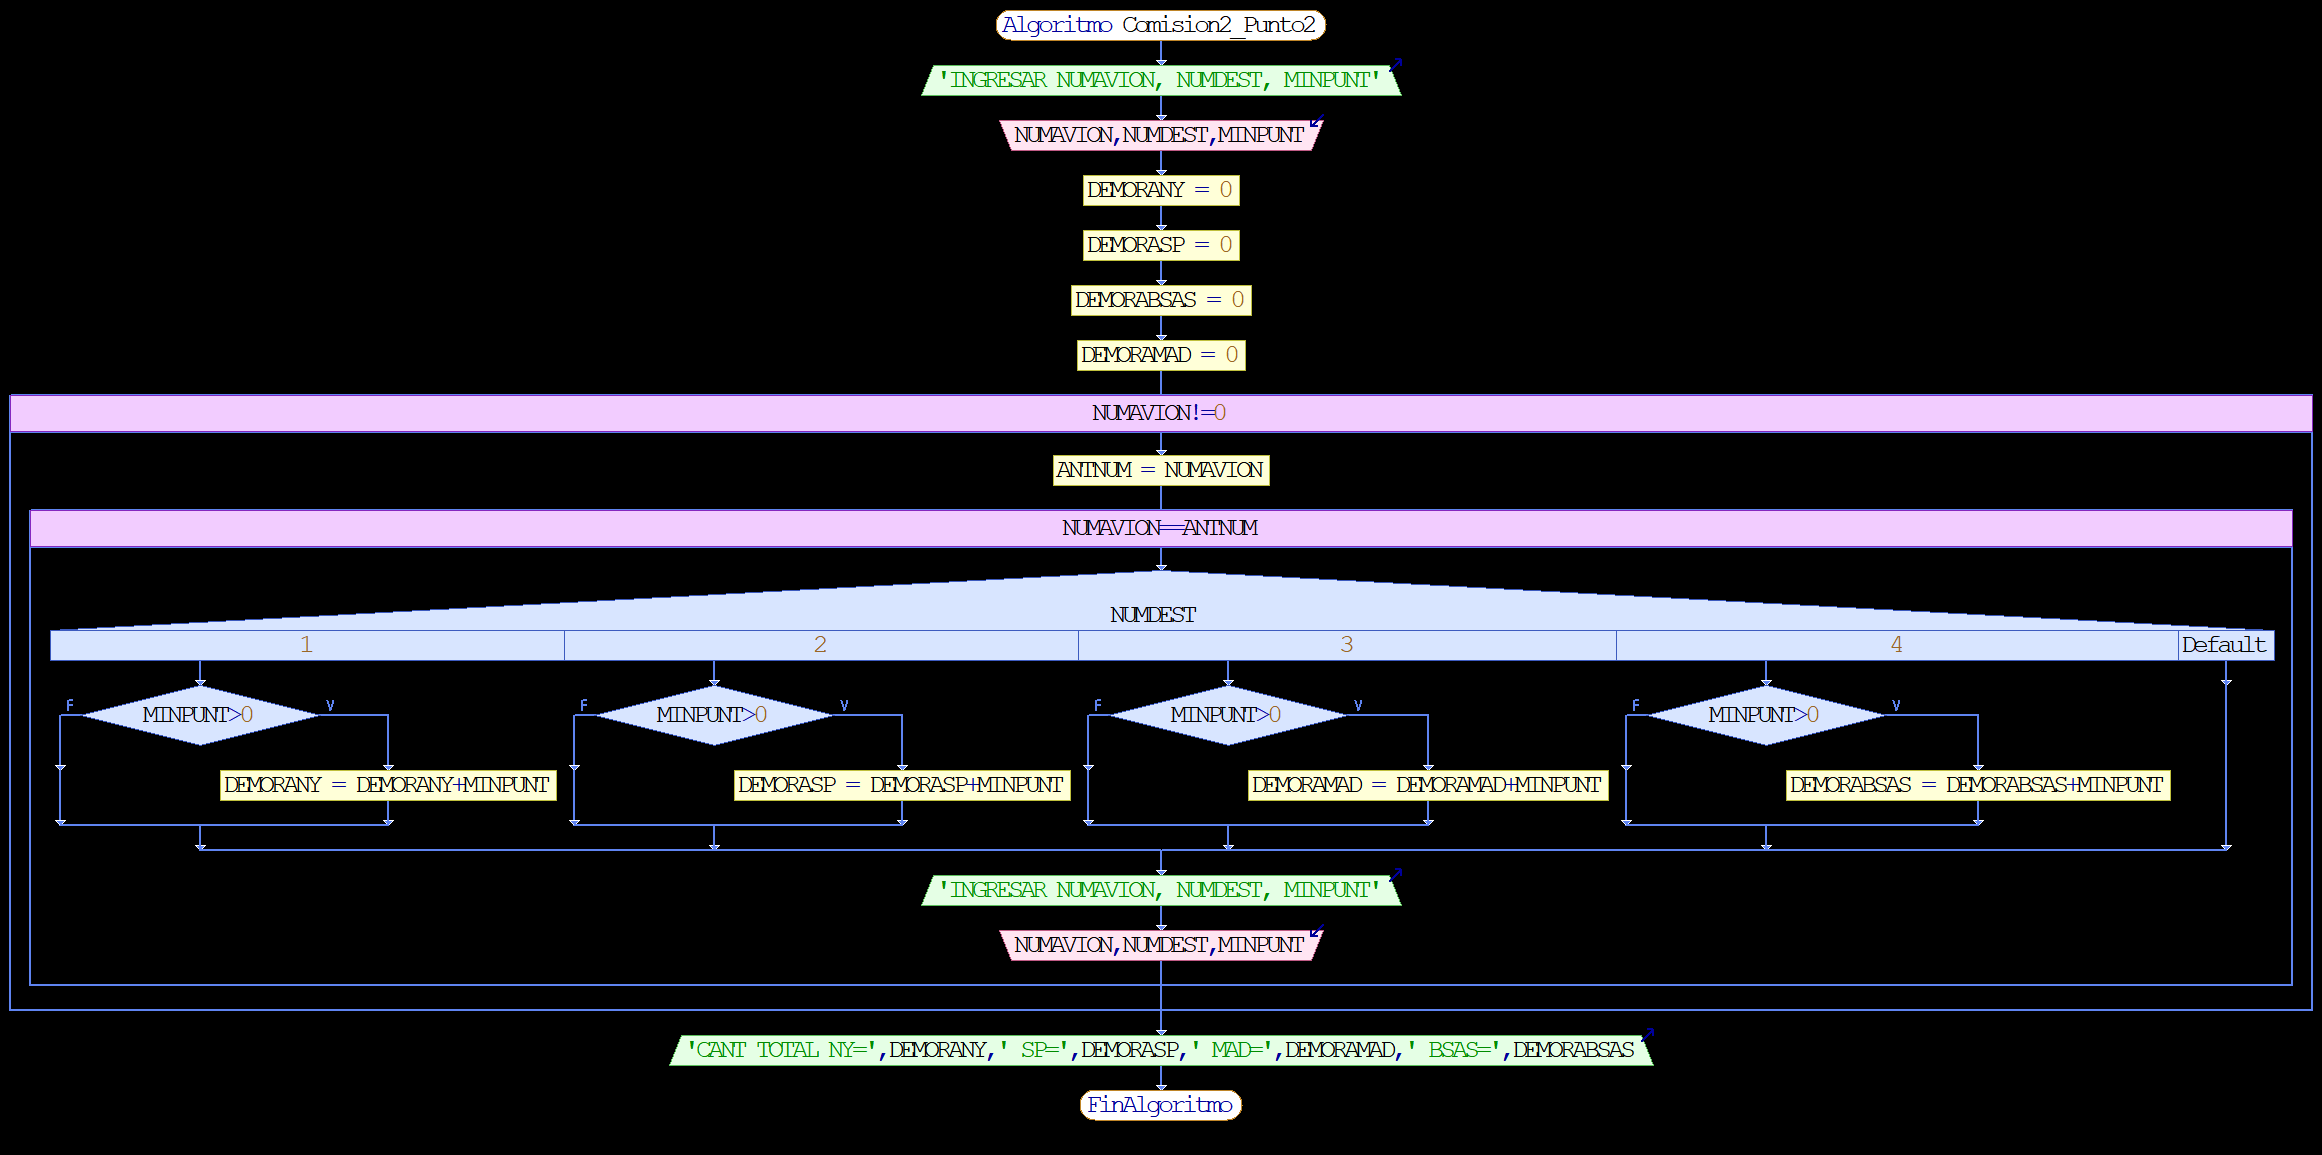 Algoritmo Comision2_Punto2
'INGRESAR NUMAVION, NUMDEST, MINPUNT'
NUMAVION,NUMDEST,MINPUNT
DEMORANY = 0
DEMORASP = 0
DEMORABSAS = 0
DEMORAMAD = 0
NUMAVION!=0
ANTNUM = NUMAVION
NUMAVION==ANTNUM
NUMDEST
1 2 3 4 Default
F MINPUNT>0 V F MINPUNT>0 V F MINPUNT>0 V F MINPUNT>0 V
DEMORANY = DEMORANY+MINPUNT DEMORASP = DEMORASP+MINPUNT DEMORAMAD = DEMORAMAD+MINPUNT DEMORABSAS = DEMORABSAS+MINPUNT
'INGRESAR NUMAVION, NUMDEST, MINPUNT'
NUMAVION,NUMDEST,MINPUNT
'CANT TOTAL NY=',DEMORANY,' SP=',DEMORASP,' MAD=',DEMORAMAD,' BSAS=',DEMORABSAS
FinAlgoritmo